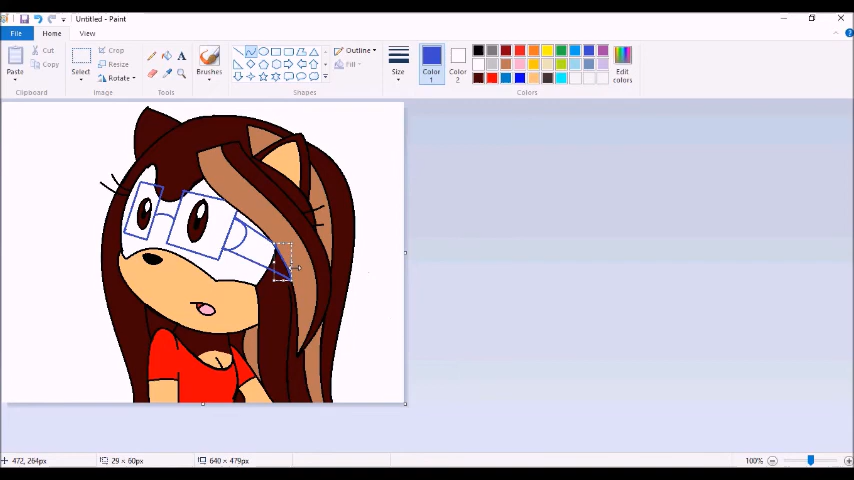 Untitled - Paint
File Home View
Cut
Copy
Paste
Clipboard
Crop
Resize
Rotate
Select
Image
A
Tools
Brushes
Outline
Fill
Shapes
Size
Color
1
Color
2
Edit
colors
Colors
472, 264px
29 × 60px
640 × 479px
100%